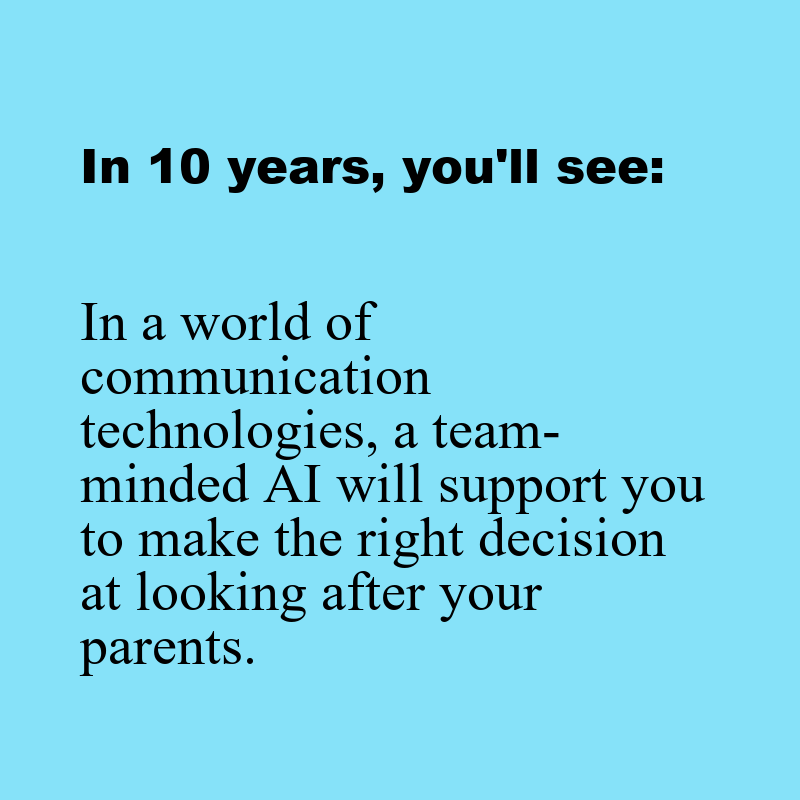 In 10 years, you'll see:
In a world of
communication
technologies, a team-
minded AI will support you
to make the right decision
at looking after your
parents.